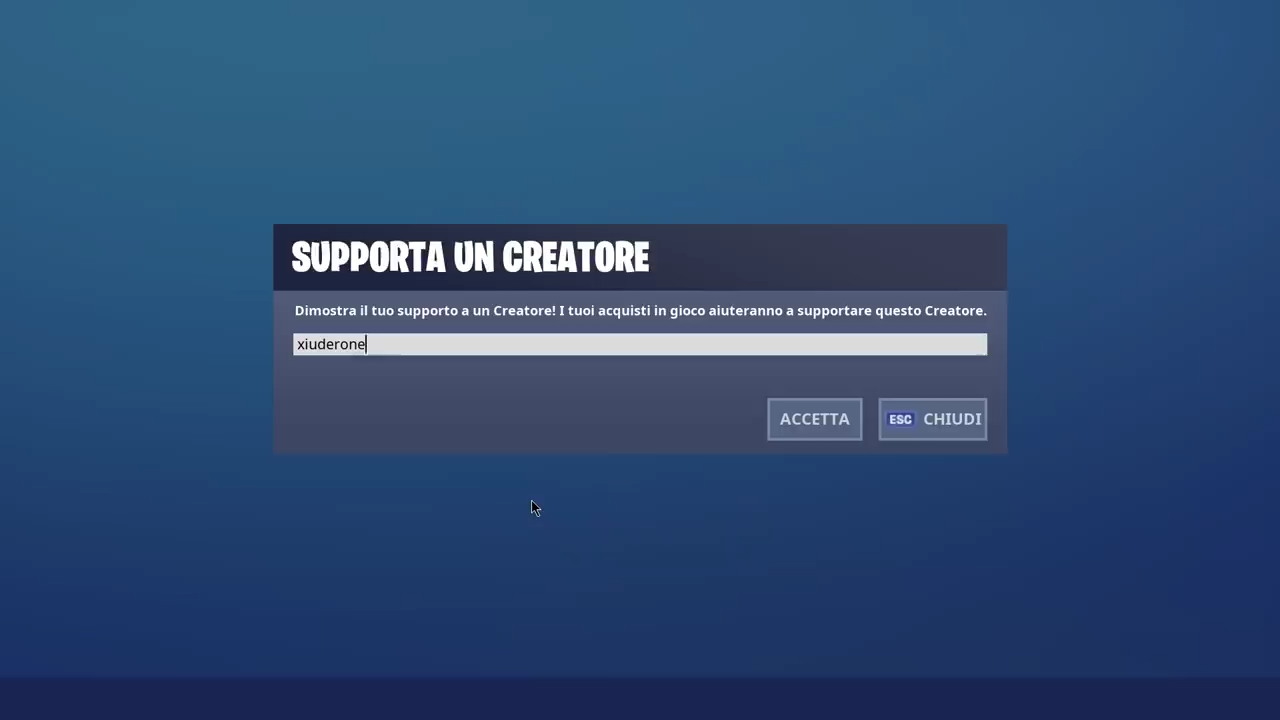 SUPPORTA UN CREATORE
Dimostra il tuo supporto a un Creatore! I tuoi acquisti in gioco aiuteranno a supportare questo Creatore.
xiuderone
ACCETTA
ESC CHIUDI